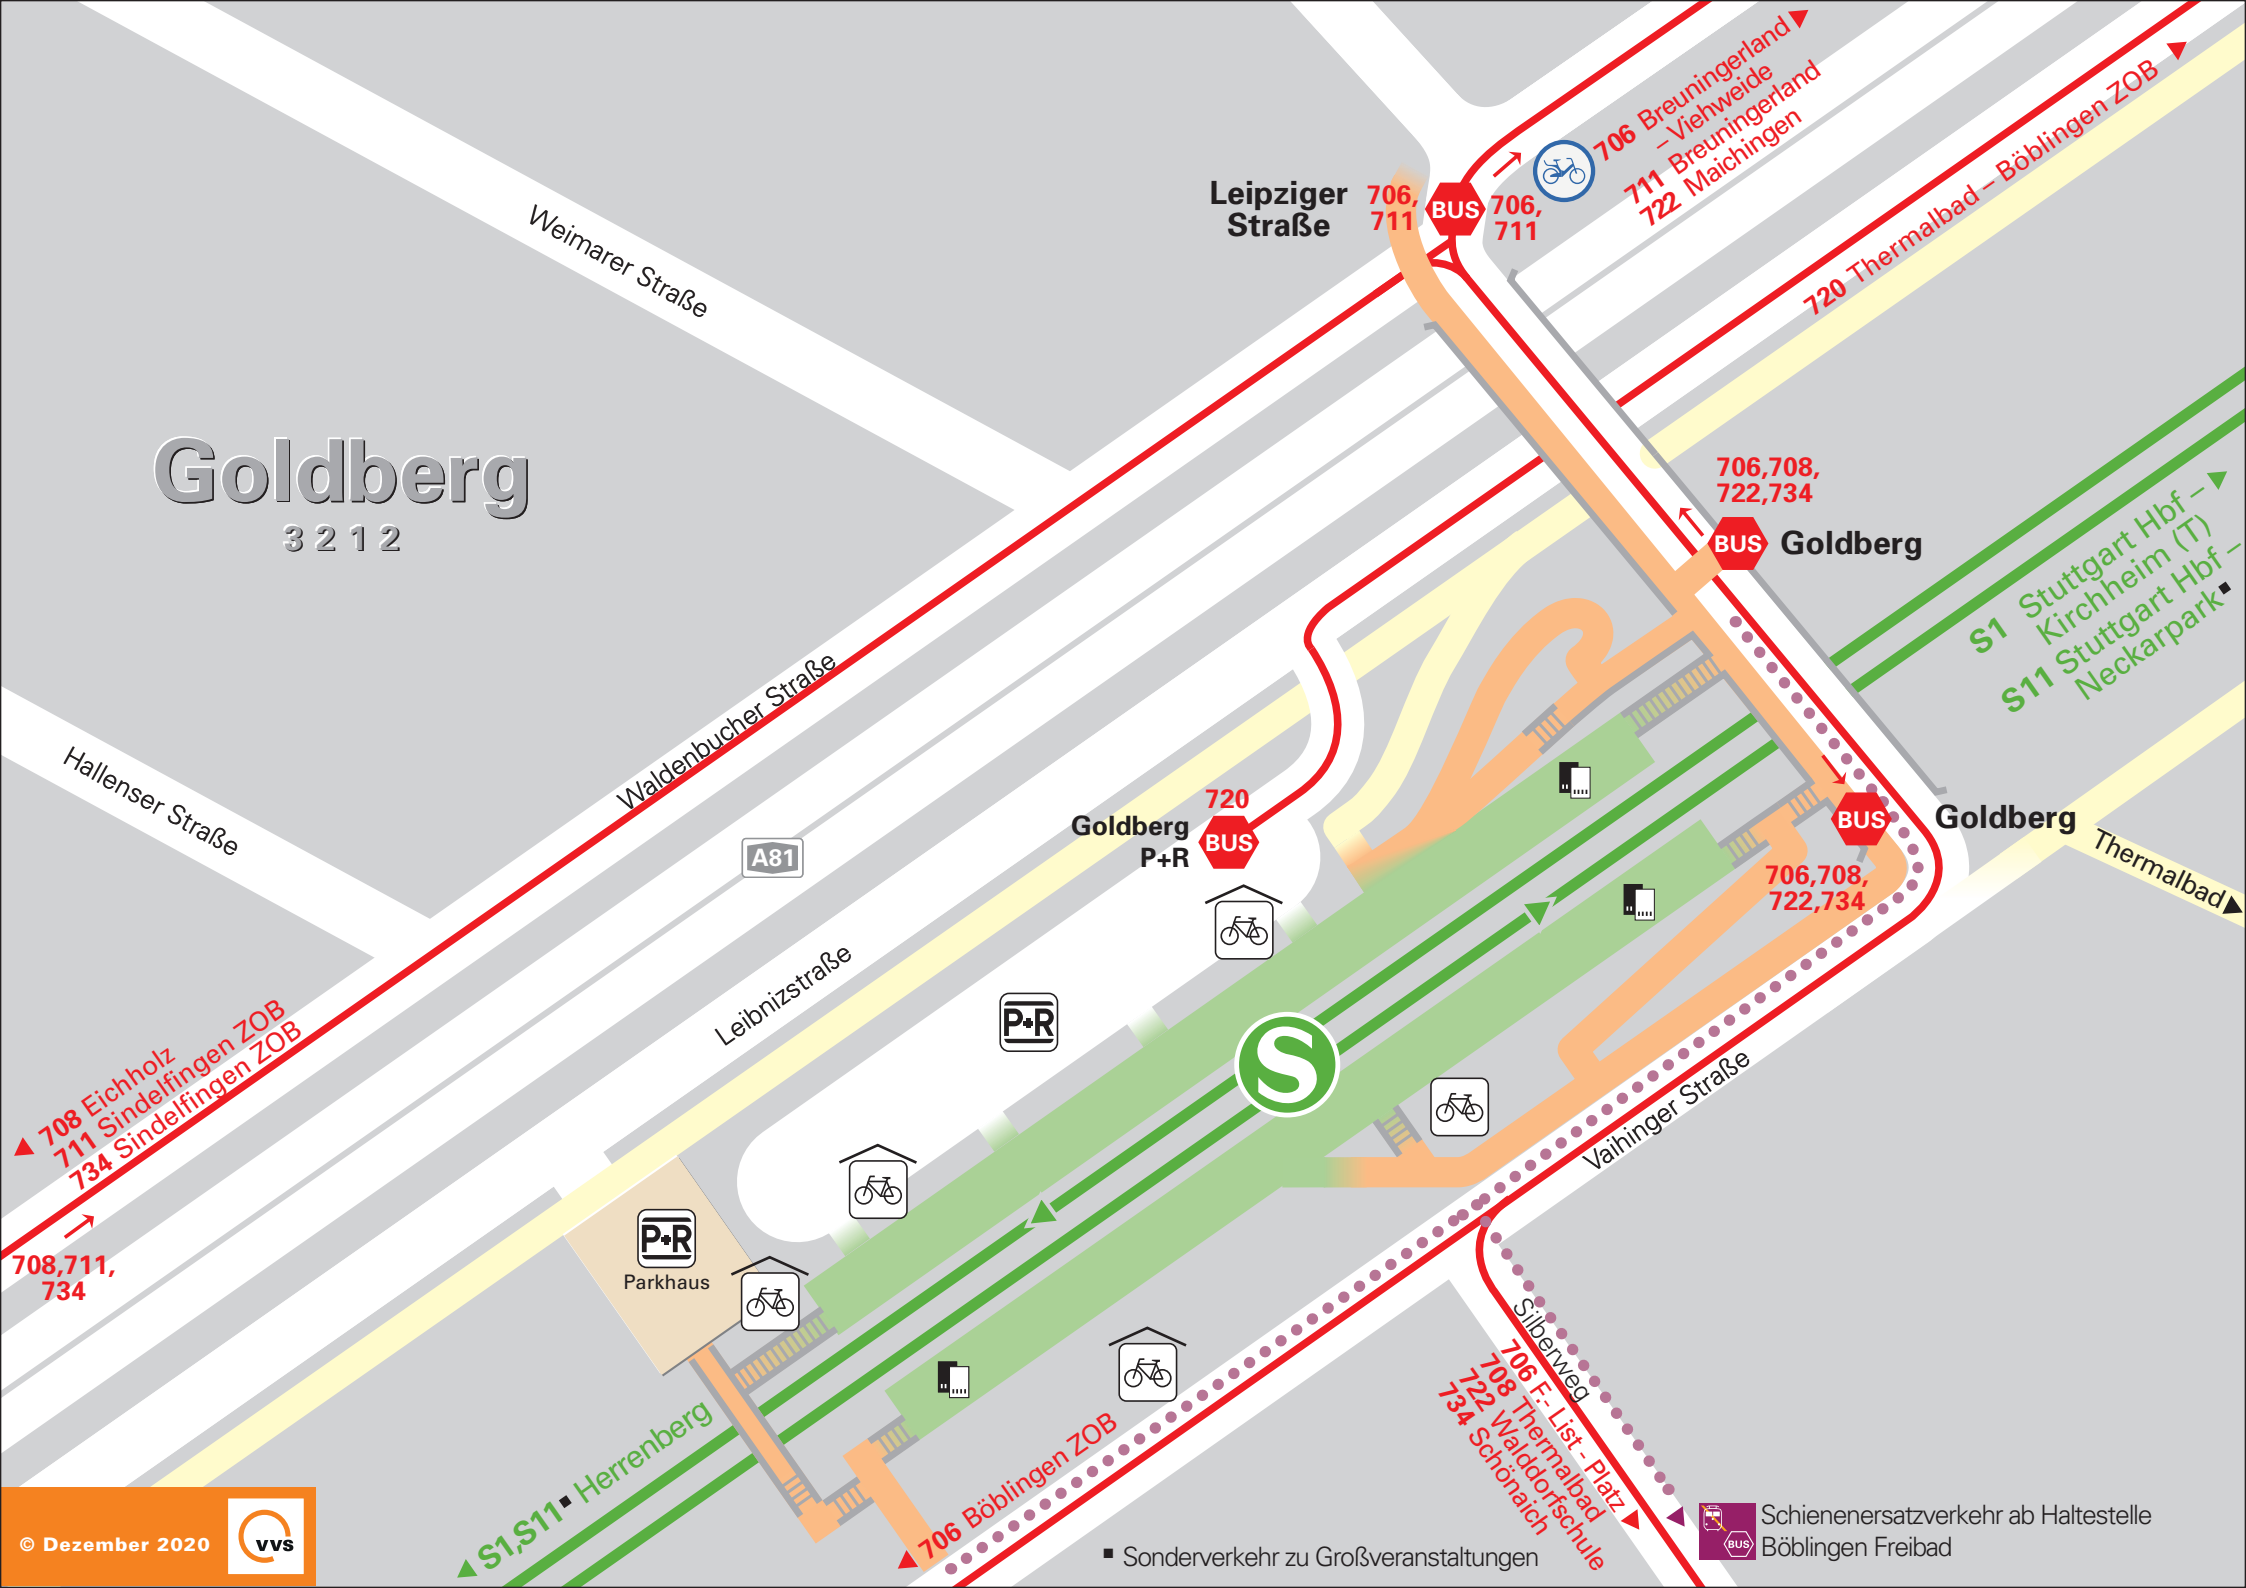 706 Breuningerland
– Viehweide
711 Breuningerland
722 Maichingen
720 Thermalbad – Böblingen ZOB
Leipziger
Straße
706,
711
BUS
706,
711
Weimarer Straße
Goldberg
3212
706,708,
722,734
BUS
Goldberg
S1 Stuttgart Hbf –
Kirchheim (T)
S11 Stuttgart Hbf –
Neckarpark▪
Waldenbucher Straße
Hallenser Straße
A81
720
Goldberg
P+R
BUS
BUS
Goldberg
706,708,
722,734
Thermalbad
Leibnizstraße
P+R
S
708 Eichholz
711 Sindelfingen ZOB
734 Sindelfingen ZOB
708,711,
734
Vaihinger Straße
P+R
Parkhaus
Silberweg
706 F.- List - Platz
708 Thermalbad
722 Walddorfschule
734 Schönaich
S1,S11▪ Herrenberg
706 Böblingen ZOB
© Dezember 2020
vvs
▪ Sonderverkehr zu Großveranstaltungen
BUS
Schienenersatzverkehr ab Haltestelle
Böblingen Freibad